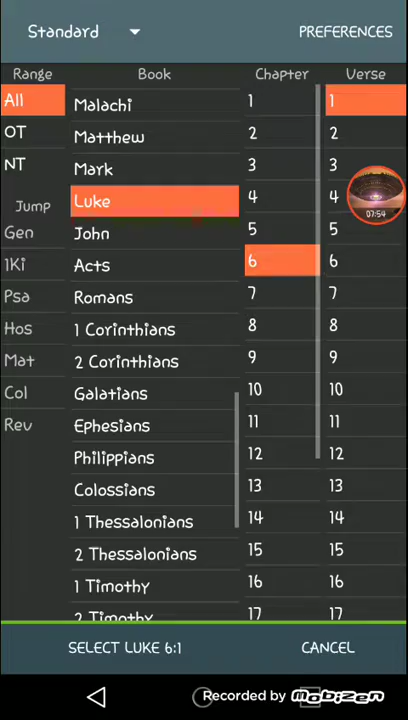 Standard
PREFERENCES
Range
Book
Chapter
Verse
All
OT
NT
Jump
Gen
1Ki
Psa
Hos
Mat
Col
Rev
Malachi
Matthew
Mark
Luke
John
Acts
Romans
1 Corinthians
2 Corinthians
Galatians
Ephesians
Philippians
Colossians
1 Thessalonians
2 Thessalonians
1 Timothy
2 Timothy
1
2
3
4
5
6
7
8
9
10
11
12
13
14
15
16
17
1
2
3
4
5
6
7
8
9
10
11
12
13
14
15
16
17
07:54
SELECT LUKE 6:1
CANCEL
Recorded by mobizen